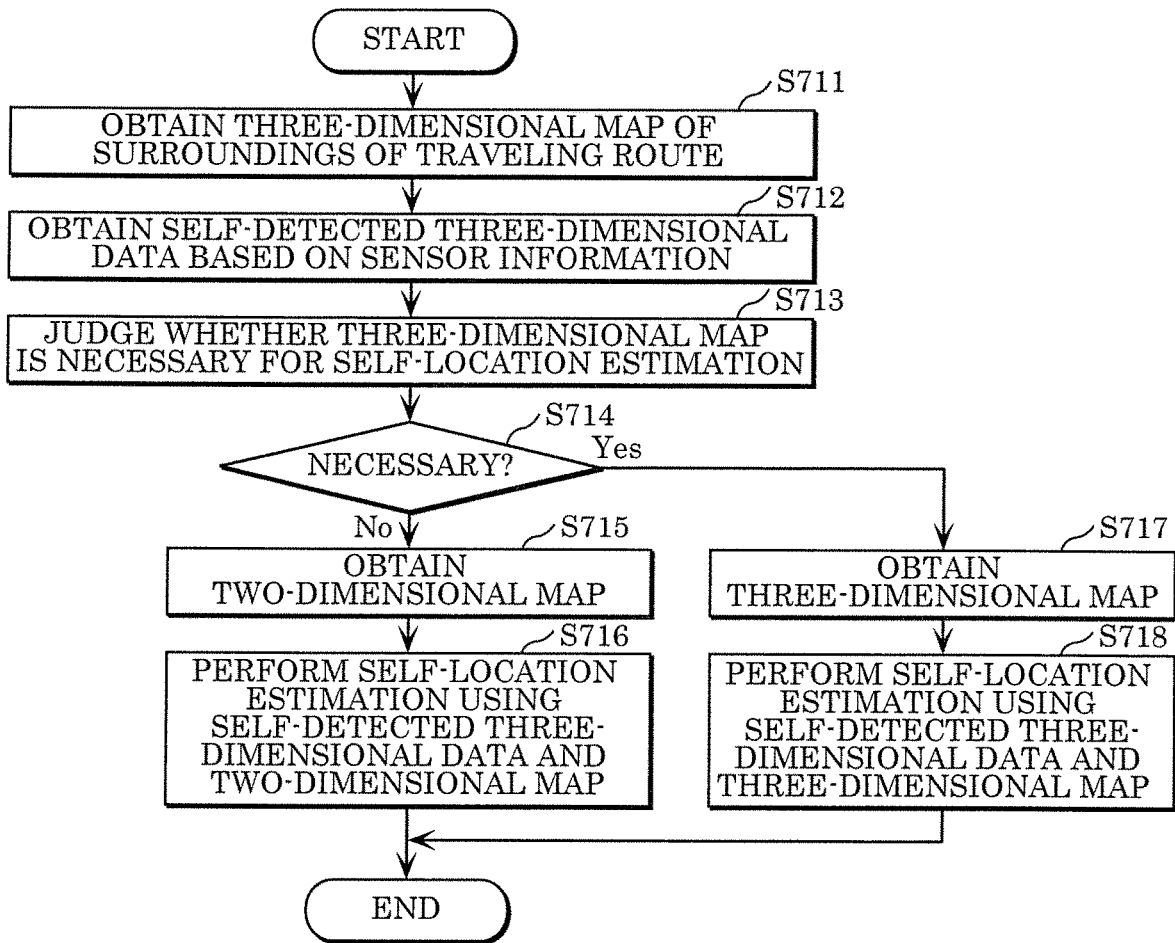 START
S711
OBTAIN THREE-DIMENSIONAL MAP OF
SURROUNDINGS OF TRAVELING ROUTE
S712
OBTAIN SELF-DETECTED THREE-DIMENSIONAL
DATA BASED ON SENSOR INFORMATION
S713
JUDGE WHETHER THREE-DIMENSIONAL MAP
IS NECESSARY FOR SELF-LOCATION ESTIMATION
S714
NECESSARY?
Yes
No
S715
OBTAIN
TWO-DIMENSIONAL MAP
S716
PERFORM SELF-LOCATION
ESTIMATION USING
SELF-DETECTED THREE-
DIMENSIONAL DATA AND
TWO-DIMENSIONAL MAP
S717
OBTAIN
THREE-DIMENSIONAL MAP
S718
PERFORM SELF-LOCATION
ESTIMATION USING
SELF-DETECTED THREE-
DIMENSIONAL DATA AND
THREE-DIMENSIONAL MAP
END